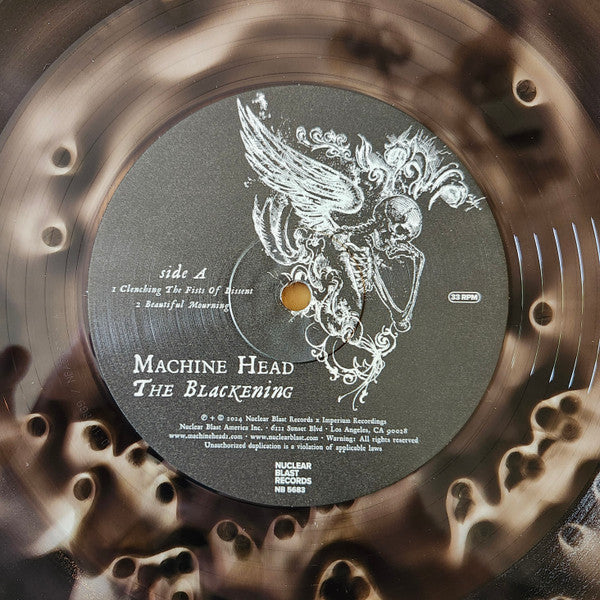 side A
1 Clenching The Fists Of Dissent
2 Beautiful Mourning
33 RPM
Machine Head
The Blackening
℗ + © 2024 Nuclear Blast Records x Imperium Recordings
Nuclear Blast America Inc. • 6121 Sunset Blvd • Los Angeles, CA 90028
www.machinehead1.com • www.nuclearblast.com • Warning: All rights reserved
Unauthorized duplication is a violation of applicable laws
NUCLEAR
BLAST
RECORDS
NB 5683